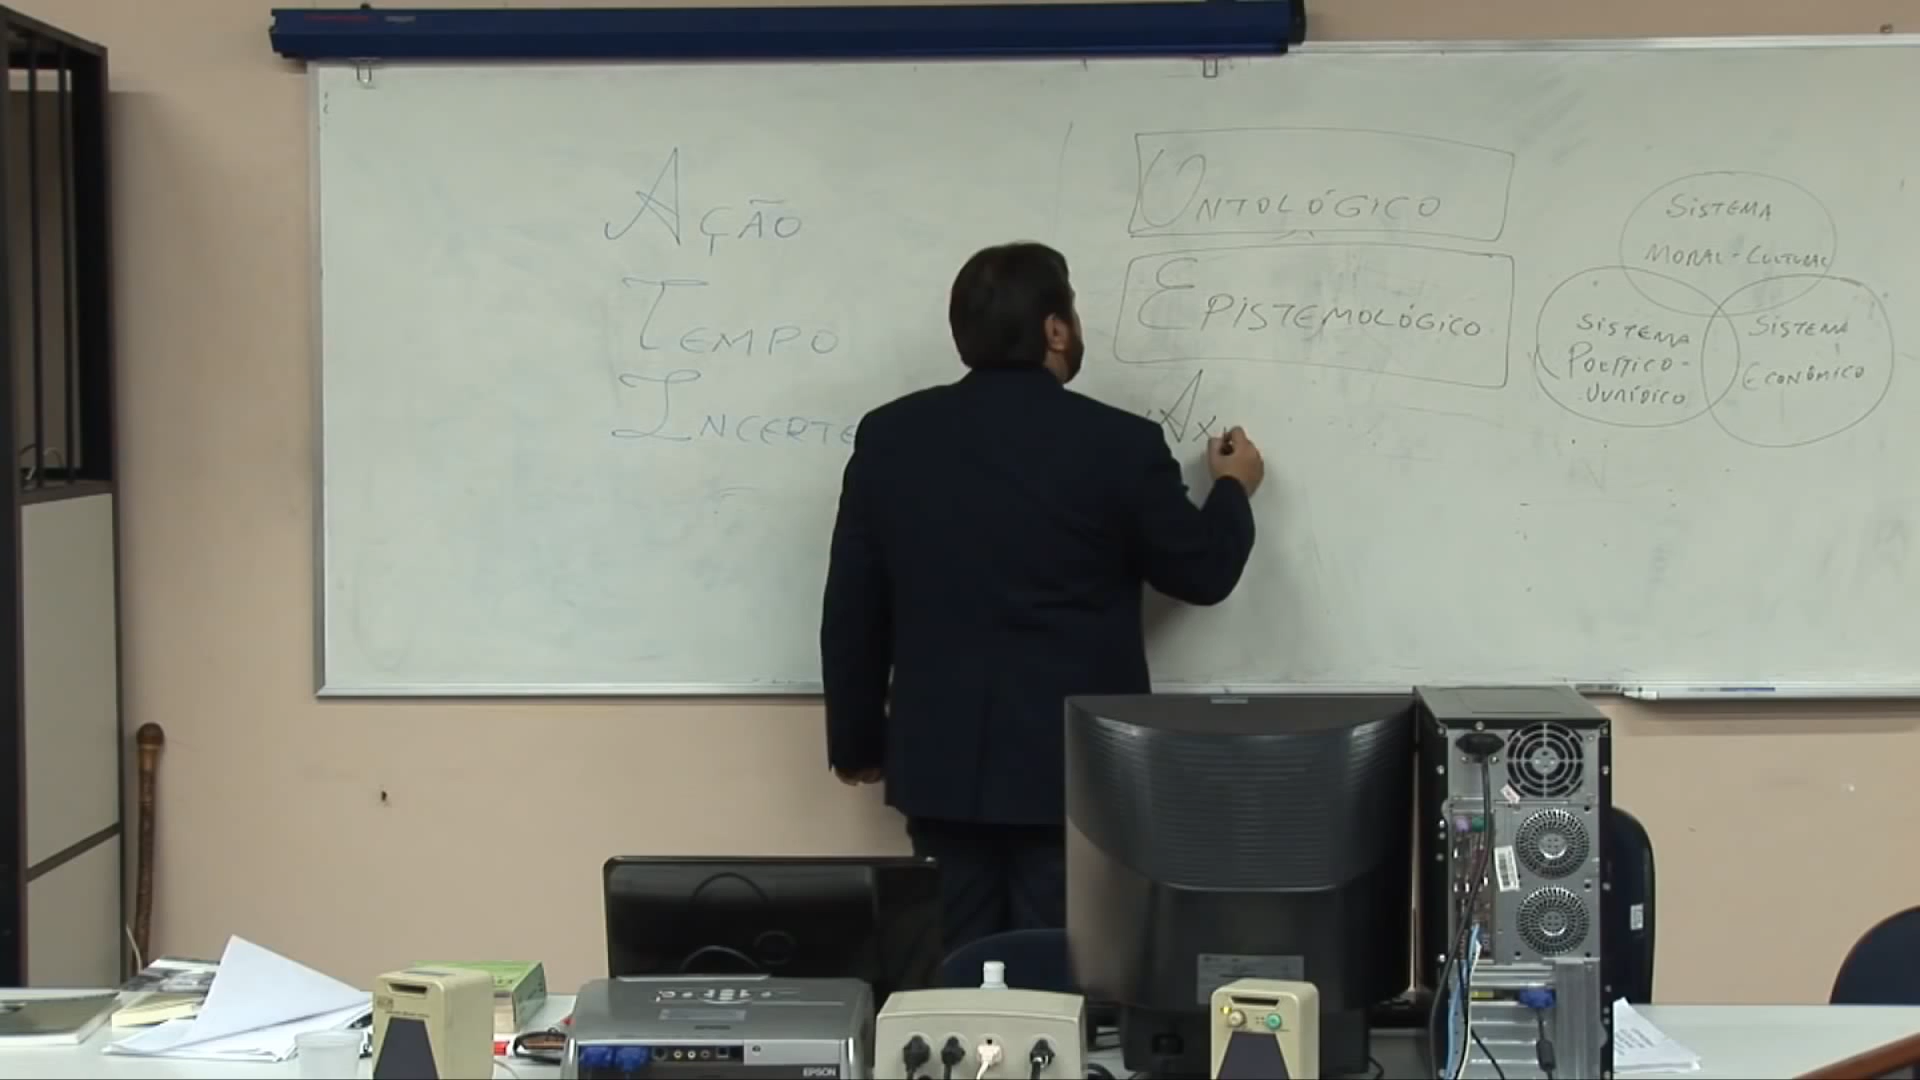 AÇÃO
TEMPO
INCERTE
ONTOLÓGICO
EPISTEMOLÓGICO
AX
SISTEMA
MORAL-CULTURAL
SISTEMA
POLÍTICO-
JURÍDICO
SISTEMA
ECONÔMICO
EPSON